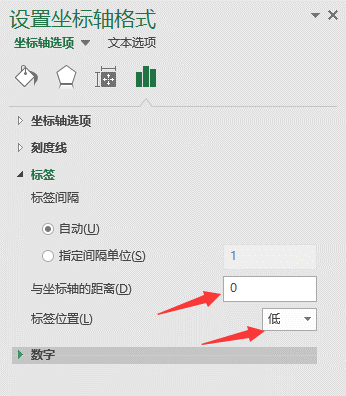 设置坐标轴格式
坐标轴选项 文本选项
坐标轴选项
刻度线
标签
标签间隔
自动(U)
指定间隔单位(S) 1
与坐标轴的距离(D) 0
标签位置(L) 低
数字